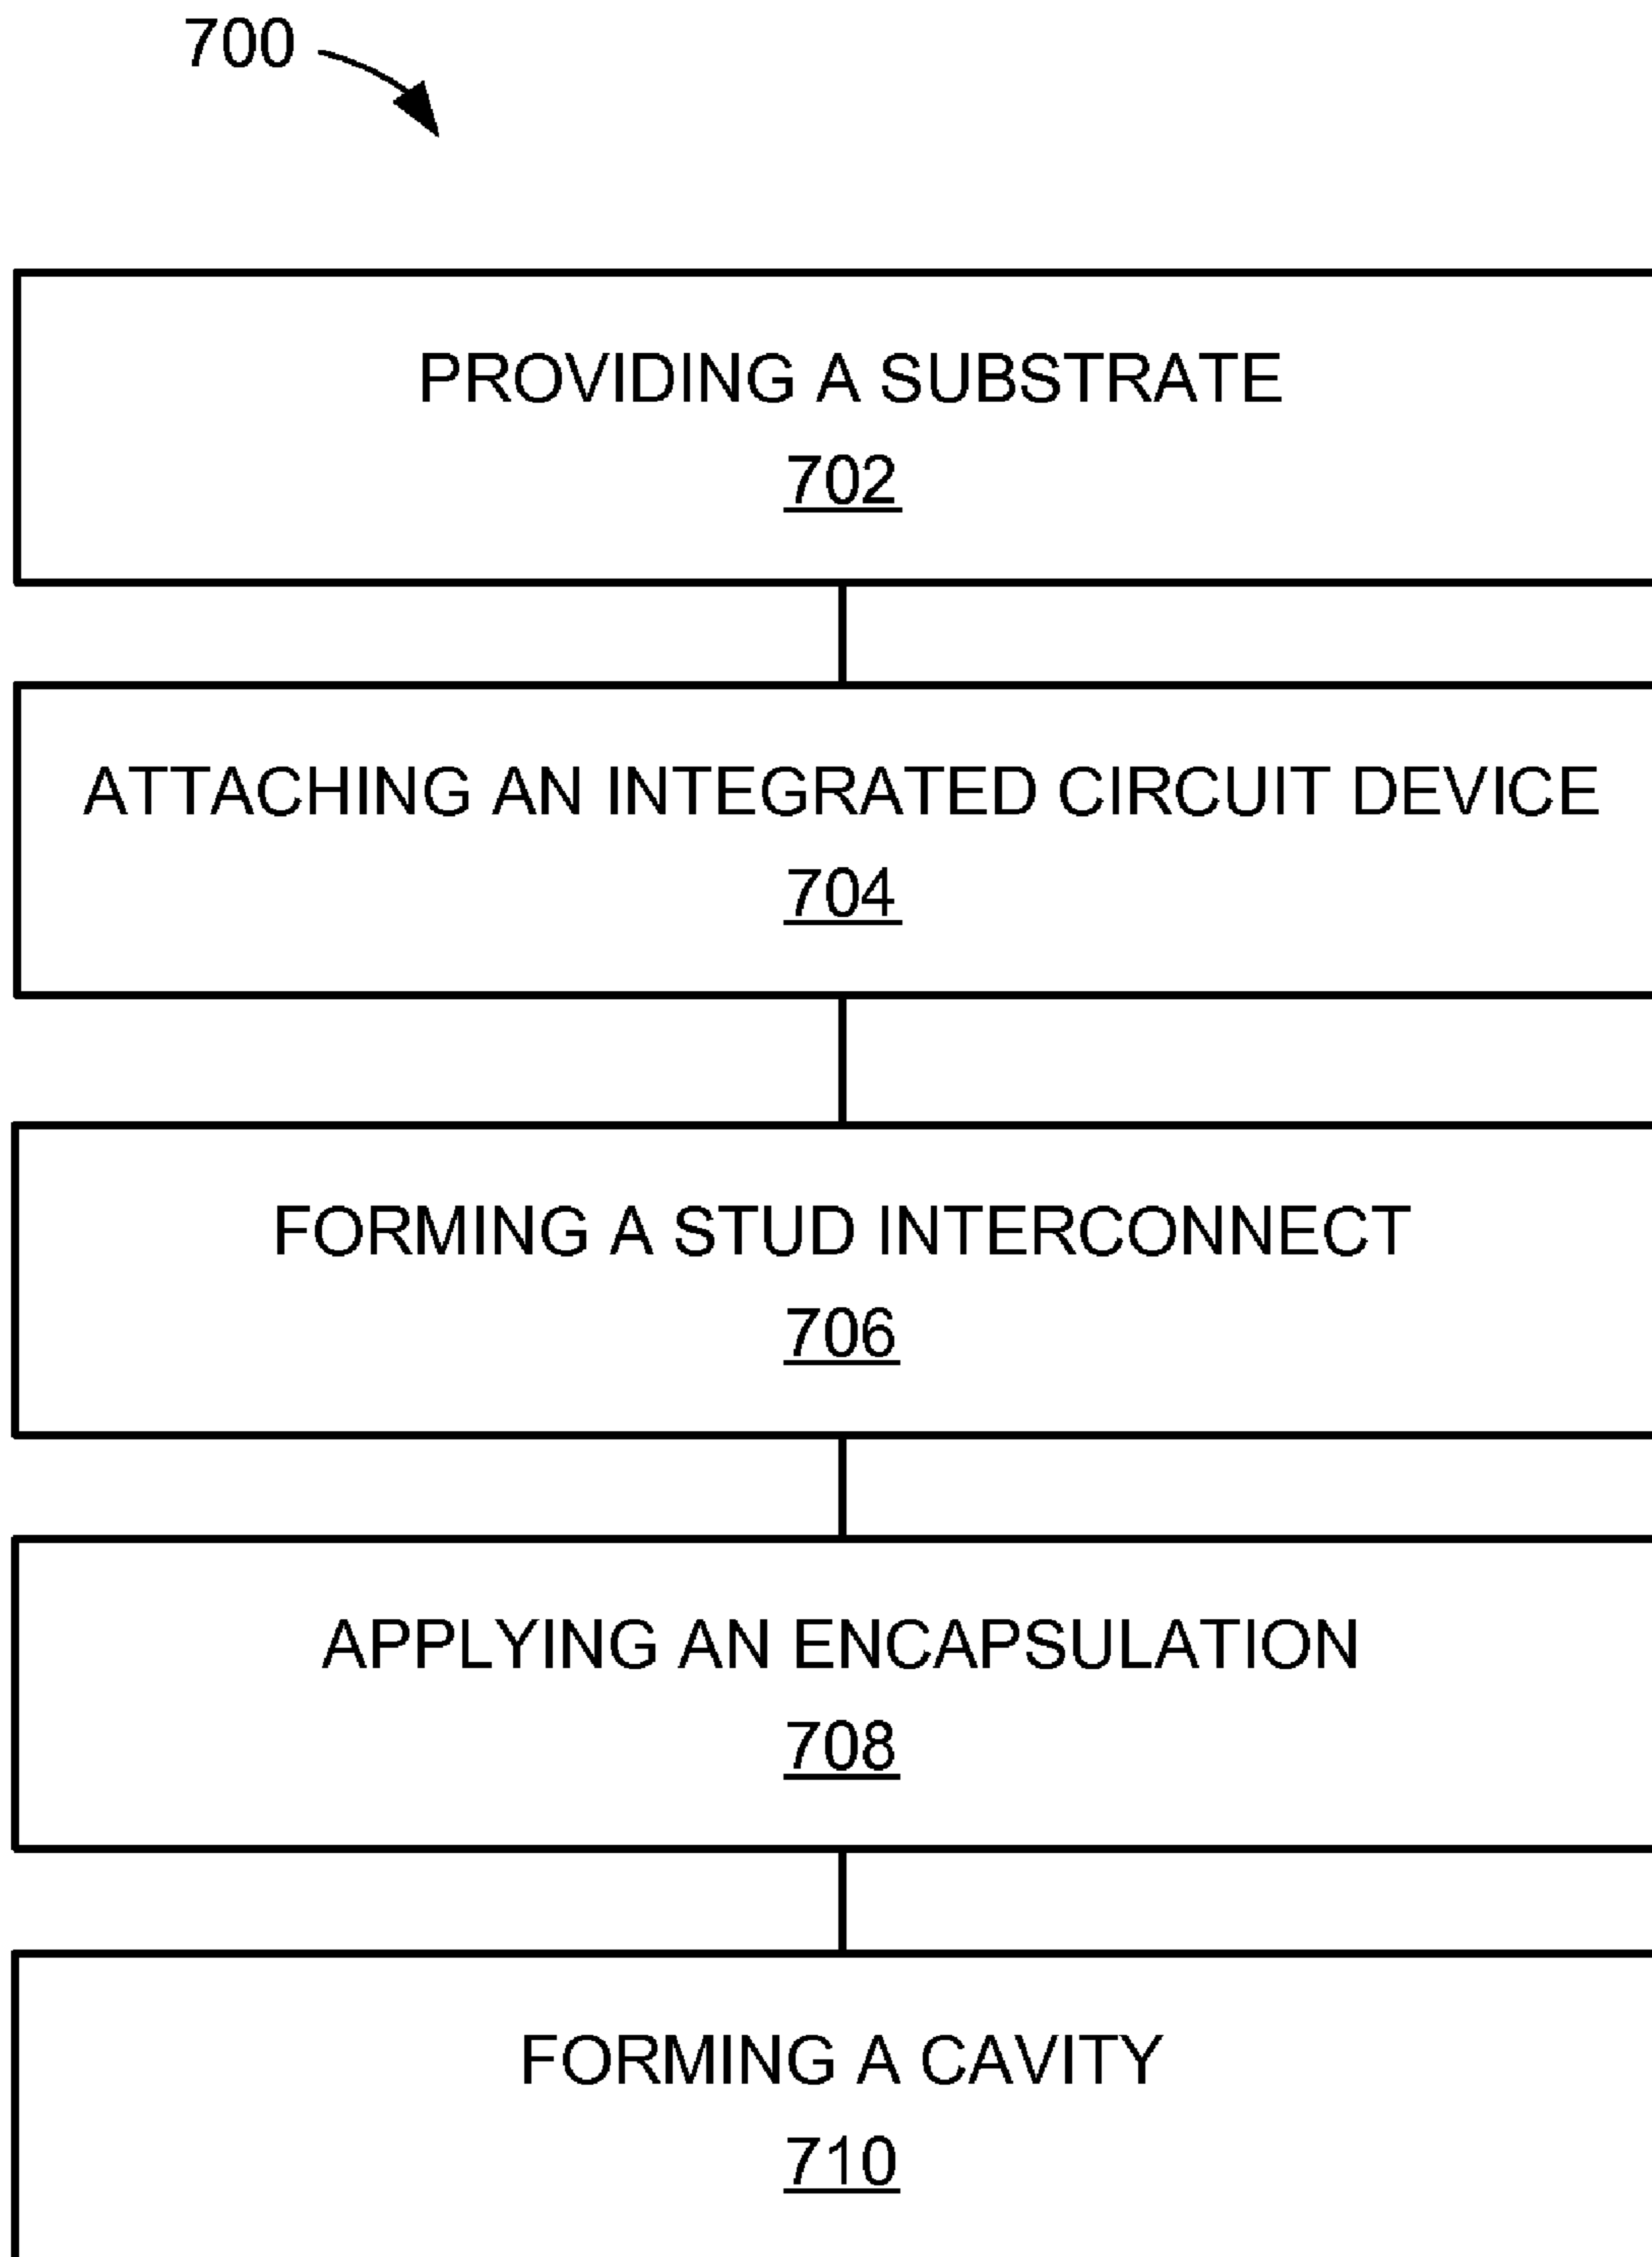 700
PROVIDING A SUBSTRATE
702
ATTACHING AN INTEGRATED CIRCUIT DEVICE
704
FORMING A STUD INTERCONNECT
706
APPLYING AN ENCAPSULATION
708
FORMING A CAVITY
710